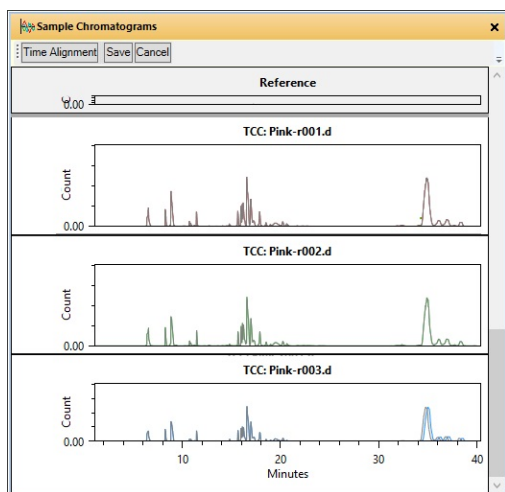 Sample Chromatograms
Time Alignment Save Cancel
Reference
0.00
TCC: Pink-r001.d
Count
0.00
TCC: Pink-r002.d
Count
0.00
TCC: Pink-r003.d
Count
0.00
10 20 30 40
Minutes